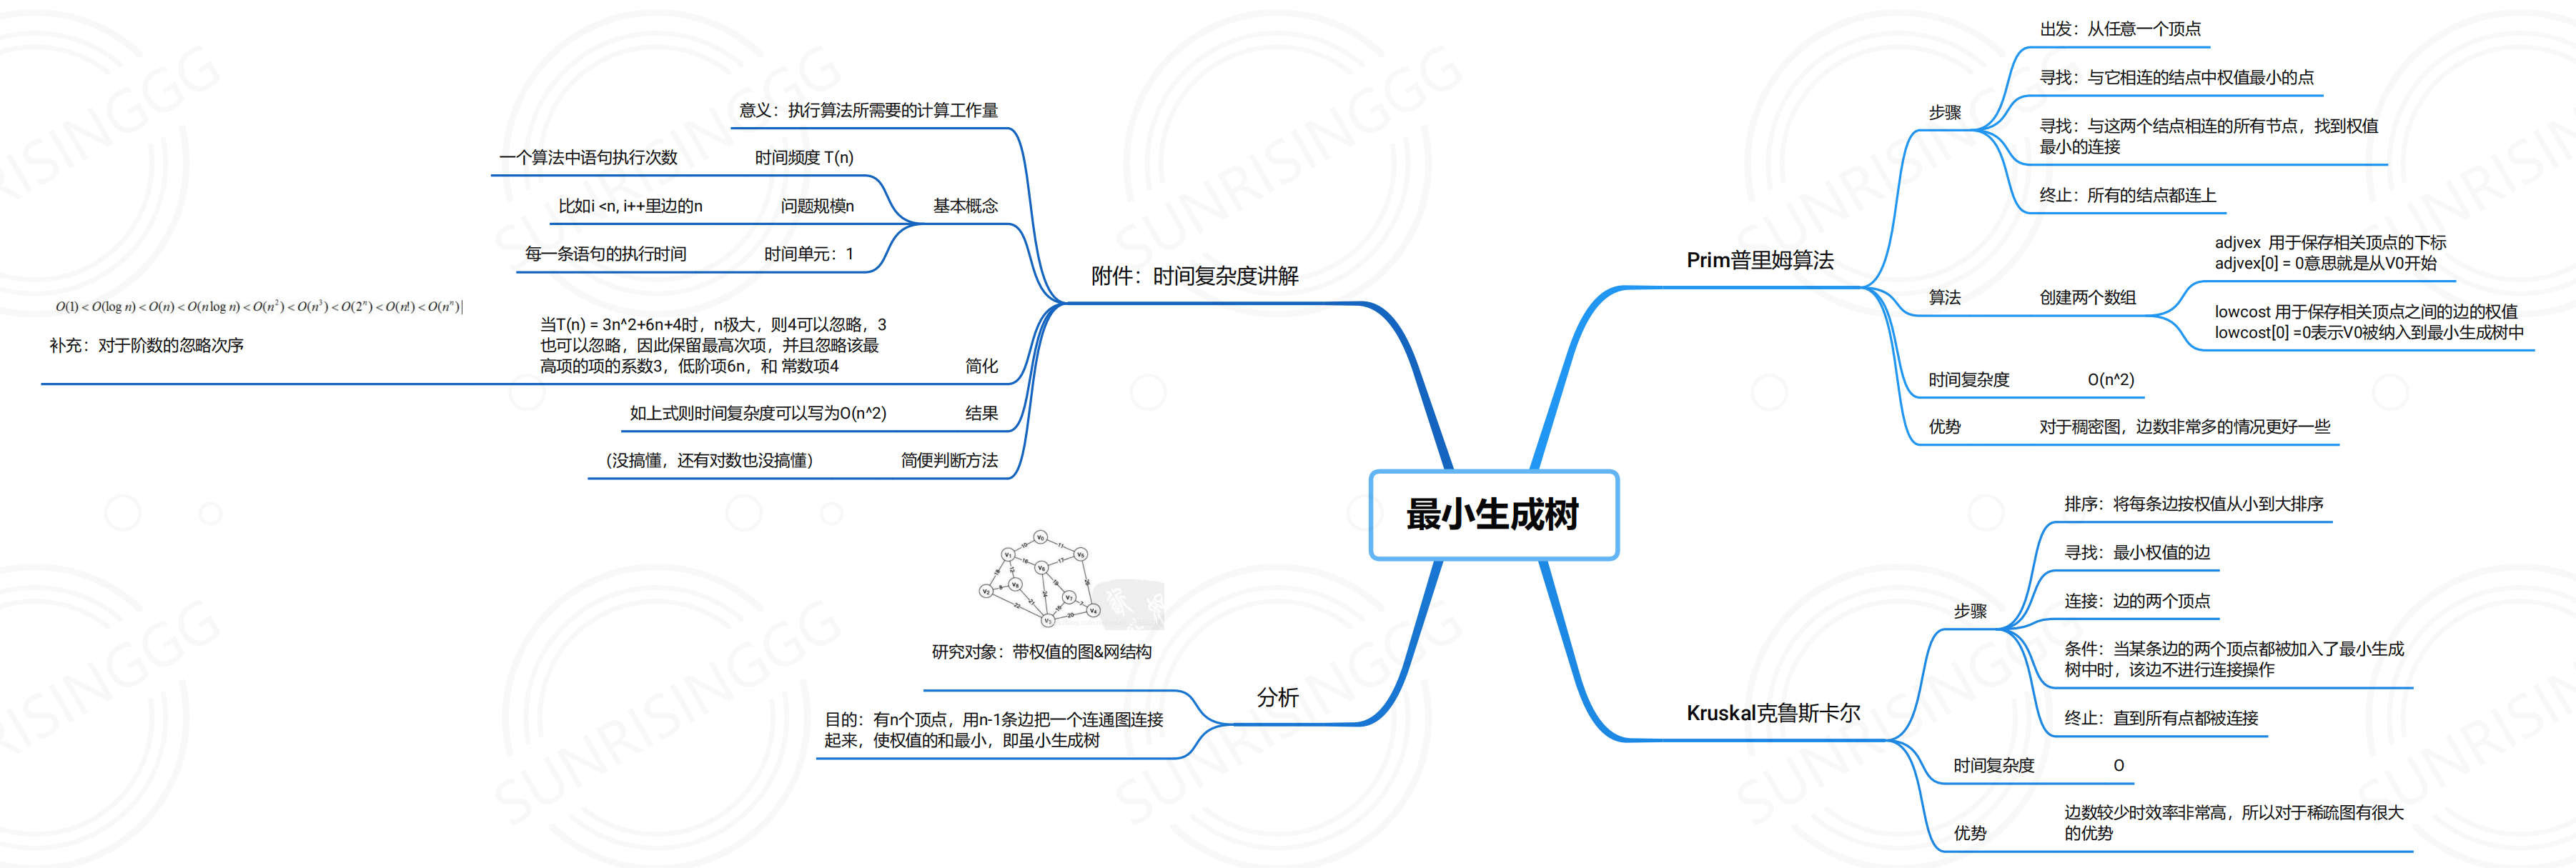 最小生成树
Prim普里姆算法
步骤
出发：从任意一个顶点
寻找：与它相连的结点中权值最小的点
寻找：与这两个结点相连的所有节点，找到权值
最小的连接
终止：所有的结点都连上
算法
创建两个数组
adjvex 用于保存相关顶点的下标
adjvex[0] = 0意思就是从V0开始
lowcost 用于保存相关顶点之间的边的权值
lowcost[0] =0表示V0被纳入到最小生成树中
时间复杂度
O(n^2)
优势
对于稠密图，边数非常多的情况更好一些
Kruskal克鲁斯卡尔
步骤
排序：将每条边按权值从小到大排序
寻找：最小权值的边
连接：边的两个顶点
条件：当某条边的两个顶点都被加入了最小生成
树中时，该边不进行连接操作
终止：直到所有点都被连接
时间复杂度
O
优势
边数较少时效率非常高，所以对于稀疏图有很大
的优势
附件：时间复杂度讲解
意义：执行算法所需要的计算工作量
基本概念
时间频度 T(n)
一个算法中语句执行次数
问题规模n
比如i <n, i++里边的n
时间单元：1
每一条语句的执行时间
简化
当T(n) = 3n^2+6n+4时，n极大，则4可以忽略，3
也可以忽略，因此保留最高次项，并且忽略该最
高项的项的系数3，低阶项6n，和 常数项4
O(1) < O(log n) < O(n) < O(n log n) < O(n²) < O(n³) < O(2ⁿ) < O(n!) < O(nⁿ)
补充：对于阶数的忽略次序
结果
如上式则时间复杂度可以写为O(n^2)
简便判断方法
（没搞懂，还有对数也没搞懂）
分析
研究对象：带权值的图&网结构
目的：有n个顶点，用n-1条边把一个连通图连接
起来，使权值的和最小，即虽小生成树
SUNRISINGGG